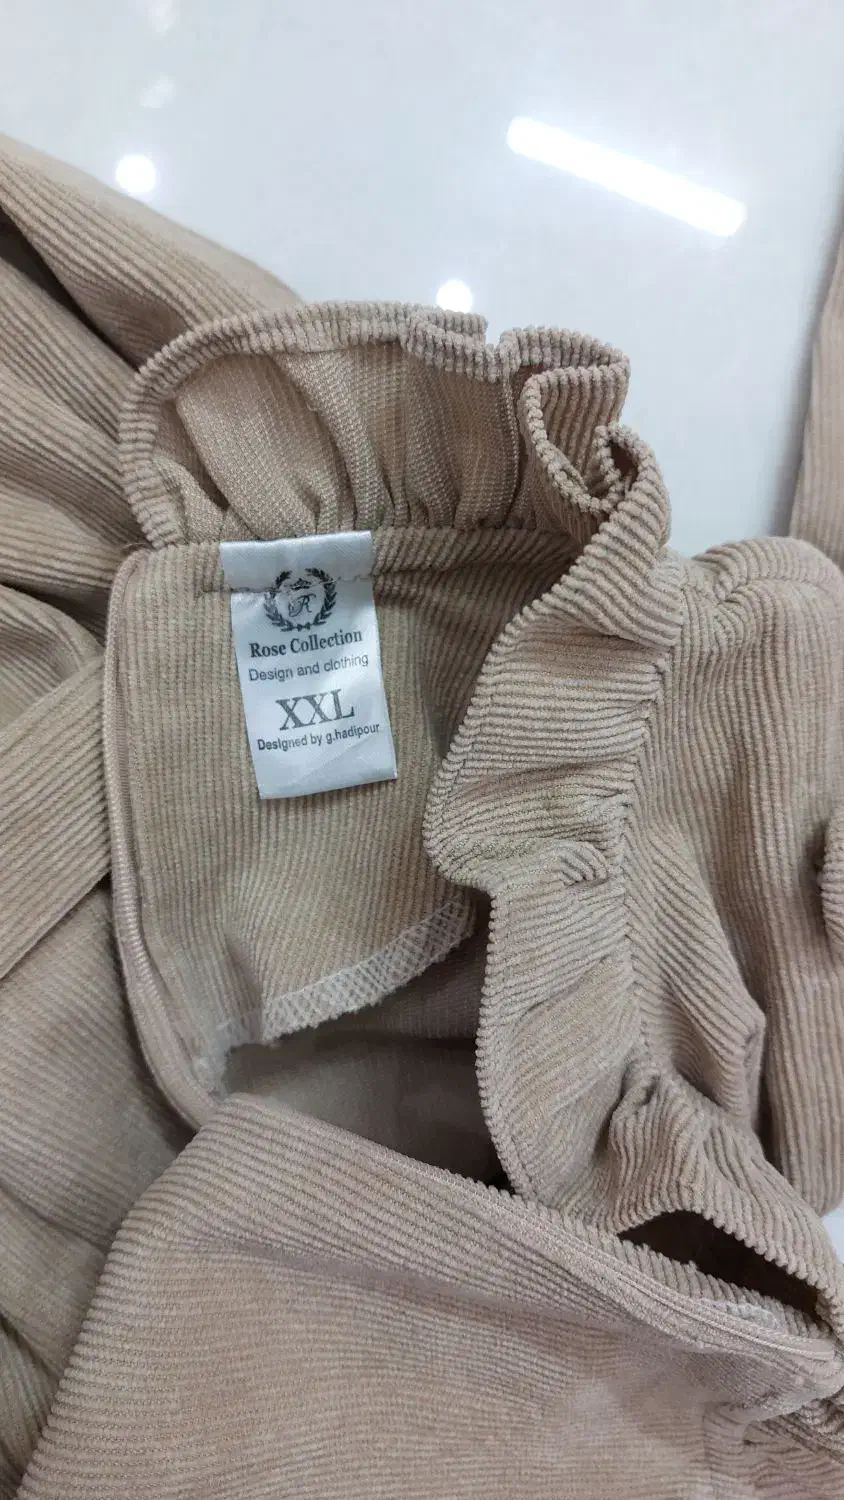 R
Rose Collection
Design and clothing
XXL
Designed by g.hadipour